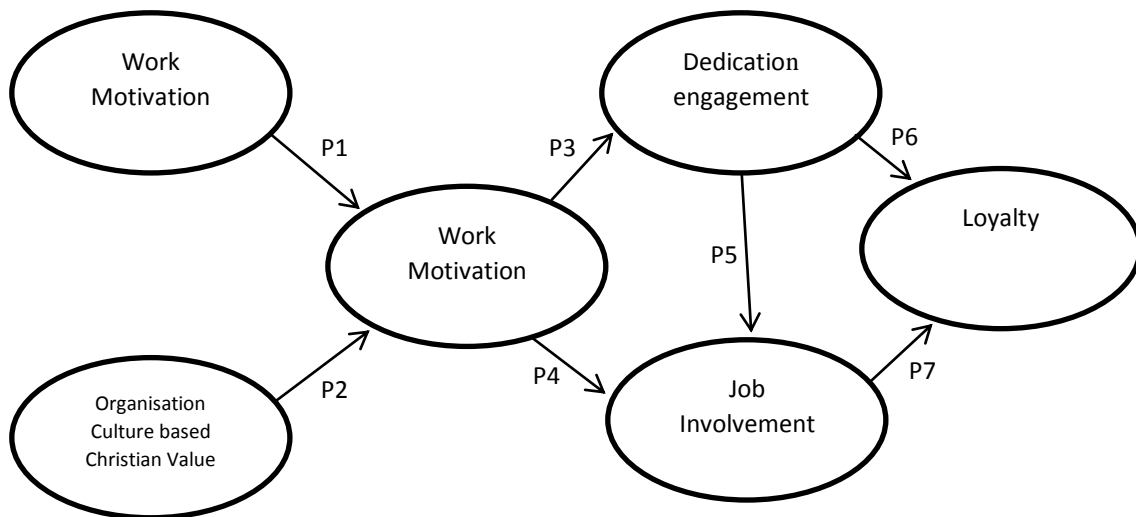 Work
Motivation
Dedication
engagement
P1
P3
P6
Work
Motivation
Loyalty
P5
P2
P4
P7
Organisation
Culture based
Christian Value
Job
Involvement